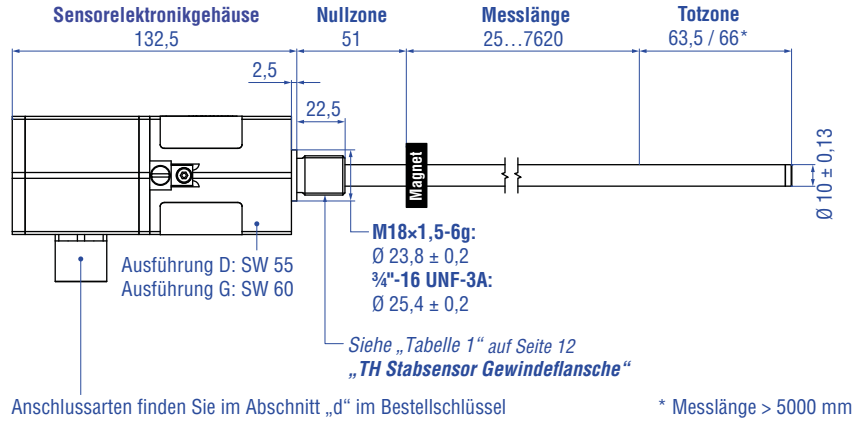 Sensorelektronikgehäuse
132,5
Nullzone
51
Messlänge
25…7620
Totzone
63,5 / 66*
2,5
22,5
Magnet
Ø 10 ± 0,13
M18×1,5-6g:
Ø 23,8 ± 0,2
¾"-16 UNF-3A:
Ø 25,4 ± 0,2
Ausführung D: SW 55
Ausführung G: SW 60
Siehe „Tabelle 1“ auf Seite 12
„TH Stabsensor Gewindeflansche“
Anschlussarten finden Sie im Abschnitt „d“ im Bestellschlüssel
* Messlänge > 5000 mm